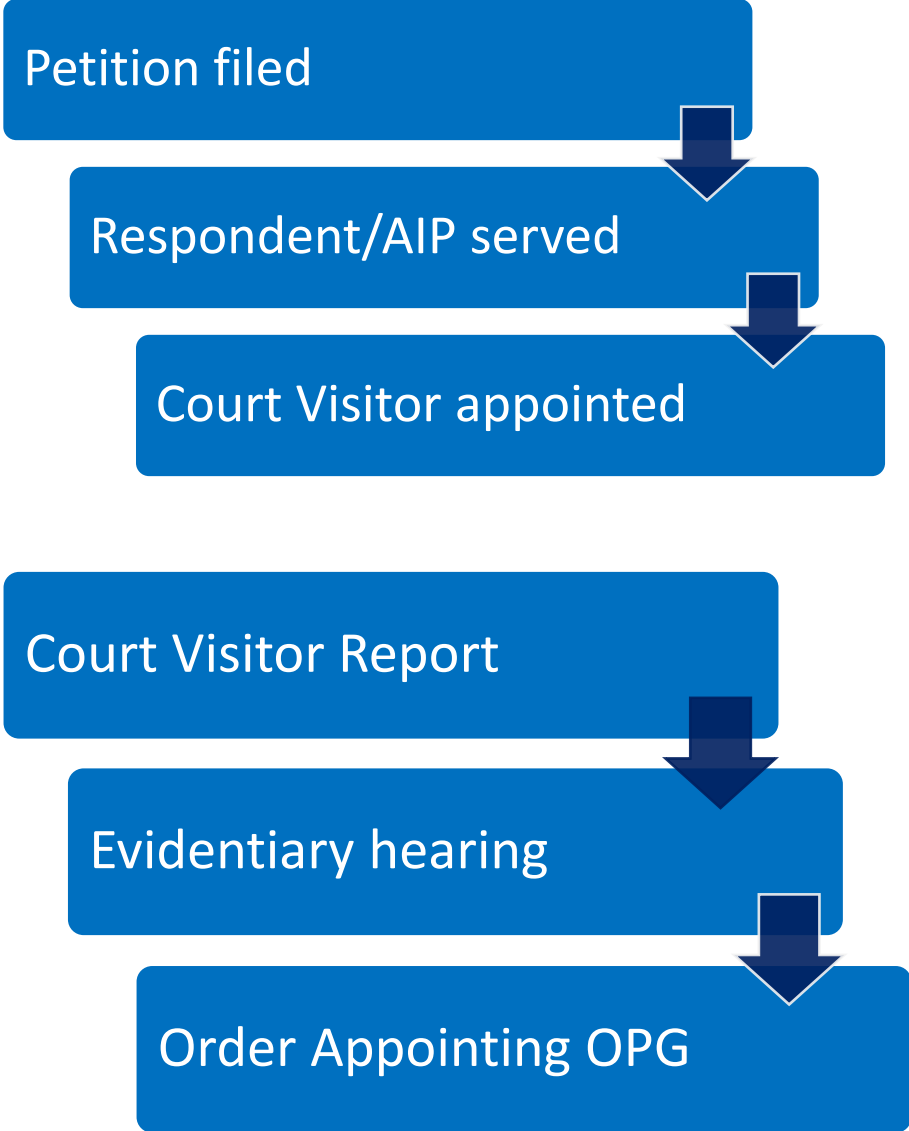 Petition filed
Respondent/AIP served
Court Visitor appointed
Court Visitor Report
Evidentiary hearing
Order Appointing OPG